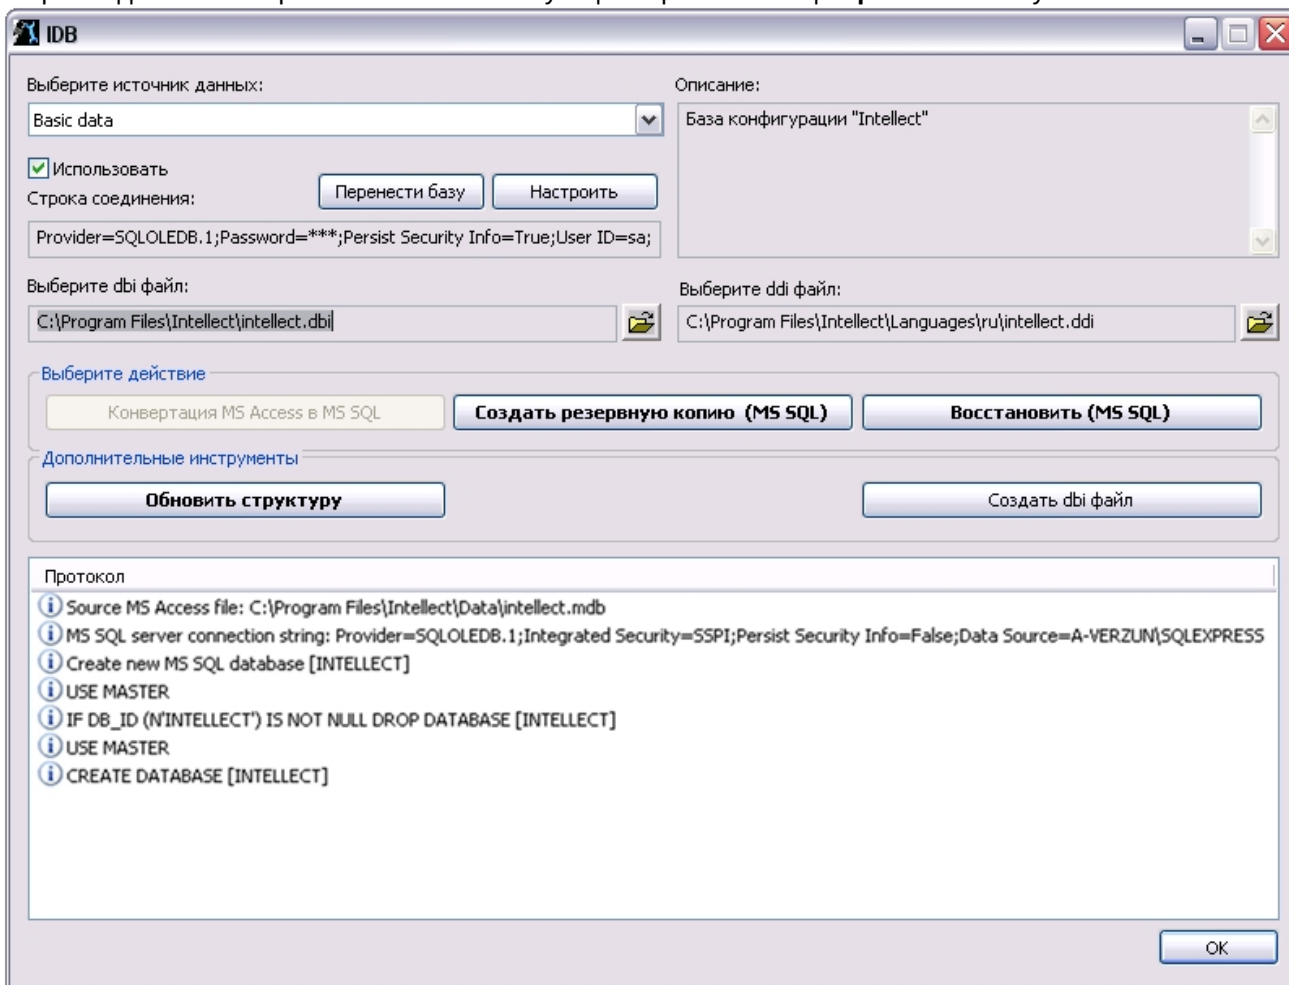 IDB
Выберите источник данных:
Описание:
Basic data
База конфигурации "Intellect"
Использовать
Перенести базу
Настроить
Строка соединения:
Provider=SQLOLEDB.1;Password=***;Persist Security Info=True;User ID=sa;
Выберите dbi файл:
Выберите ddi файл:
C:\Program Files\Intellect\intellect.dbi
C:\Program Files\Intellect\Languages\ru\intellect.ddi
Выберите действие
Конвертация MS Access в MS SQL
Создать резервную копию (MS SQL)
Восстановить (MS SQL)
Дополнительные инструменты
Обновить структуру
Создать dbi файл
Протокол
Source MS Access file: C:\Program Files\Intellect\Data\intellect.mdb
MS SQL server connection string: Provider=SQLOLEDB.1;Integrated Security=SSPI;Persist Security Info=False;Data Source=A-VERZUN\SQLEXPRESS
Create new MS SQL database [INTELLECT]
USE MASTER
IF DB_ID (N'INTELLECT') IS NOT NULL DROP DATABASE [INTELLECT]
USE MASTER
CREATE DATABASE [INTELLECT]
OK